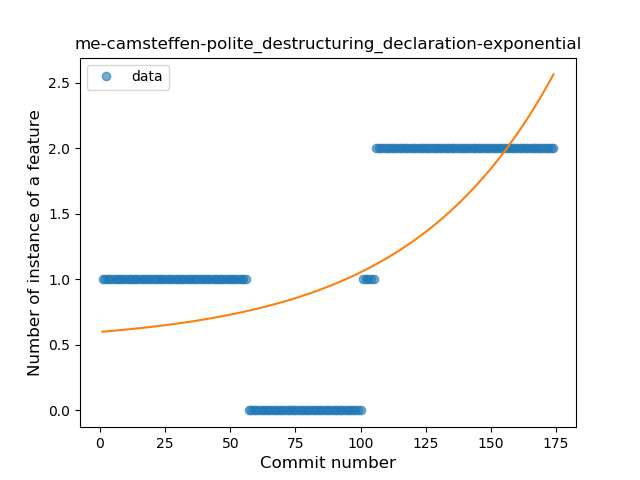 me-camsteffen-polite_destructuring_declaration-exponential
data
Number of instance of a feature
2.5
2.0
1.5
1.0
0.5
0.0
0 25 50 75 100 125 150 175
Commit number